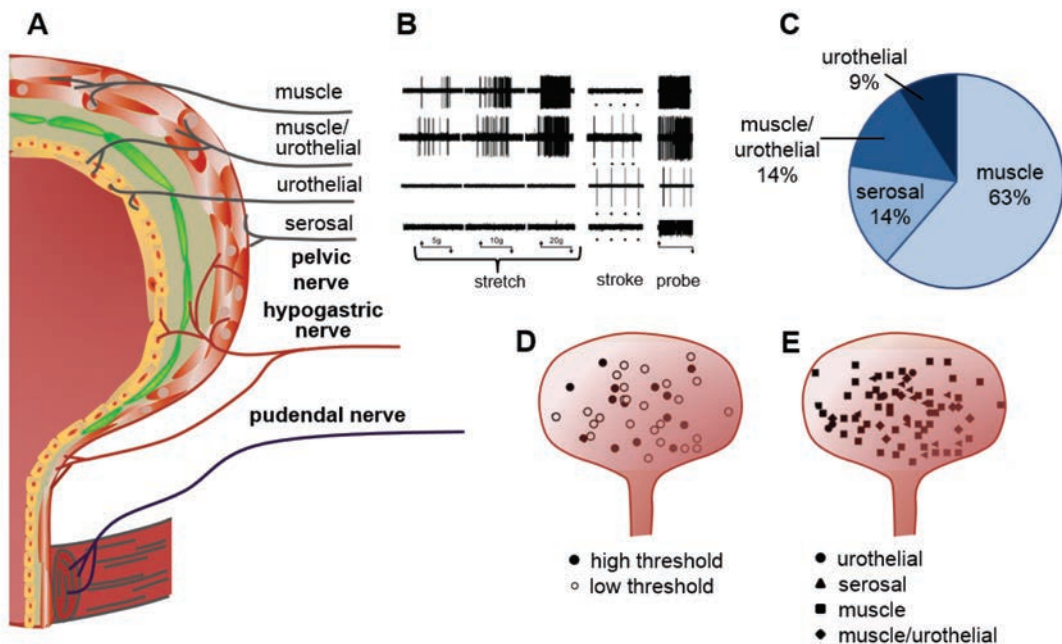 A
muscle
muscle/
urothelial
urothelial
serosal
pelvic
nerve
hypogastric
nerve
pudendal nerve
B
5g
10g
20g
stretch
stroke
probe
C
urothelial
9%
muscle/
urothelial
14%
serosal
14%
muscle
63%
D
high threshold
low threshold
E
urothelial
serosal
muscle
muscle/urothelial